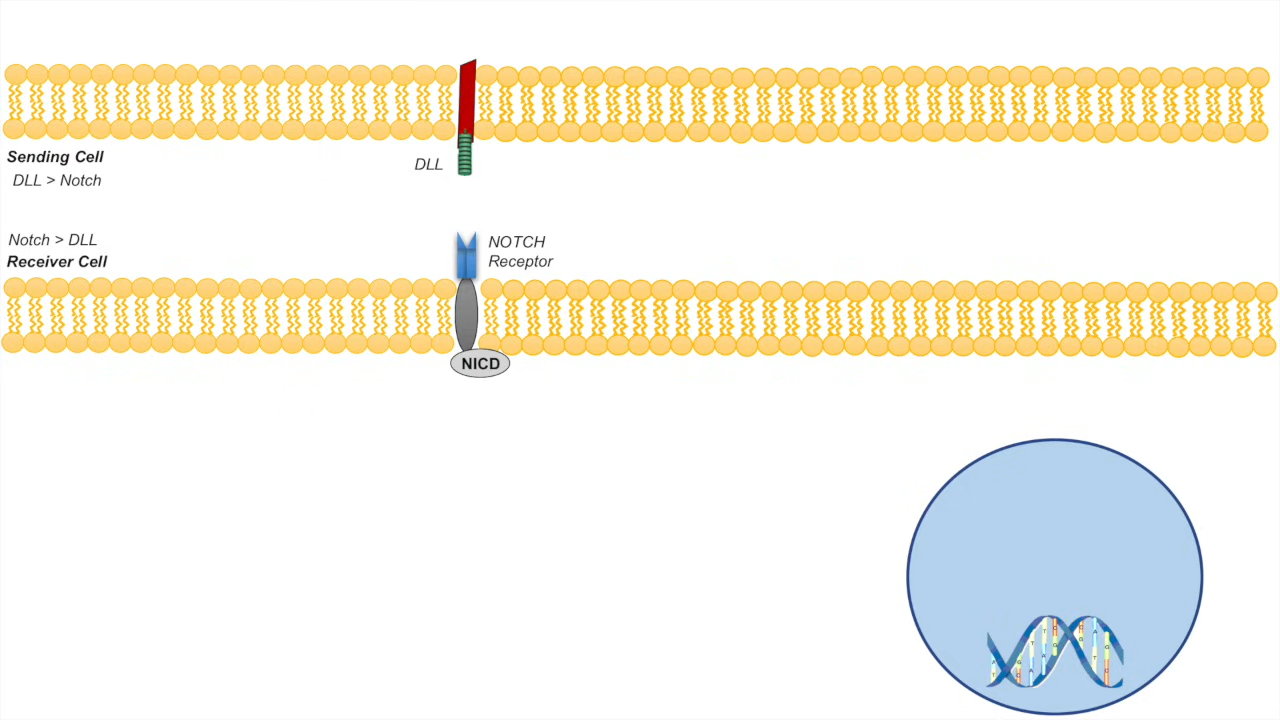 Sending Cell
DLL > Notch
DLL
Notch > DLL
Receiver Cell
NOTCH
Receptor
NICD